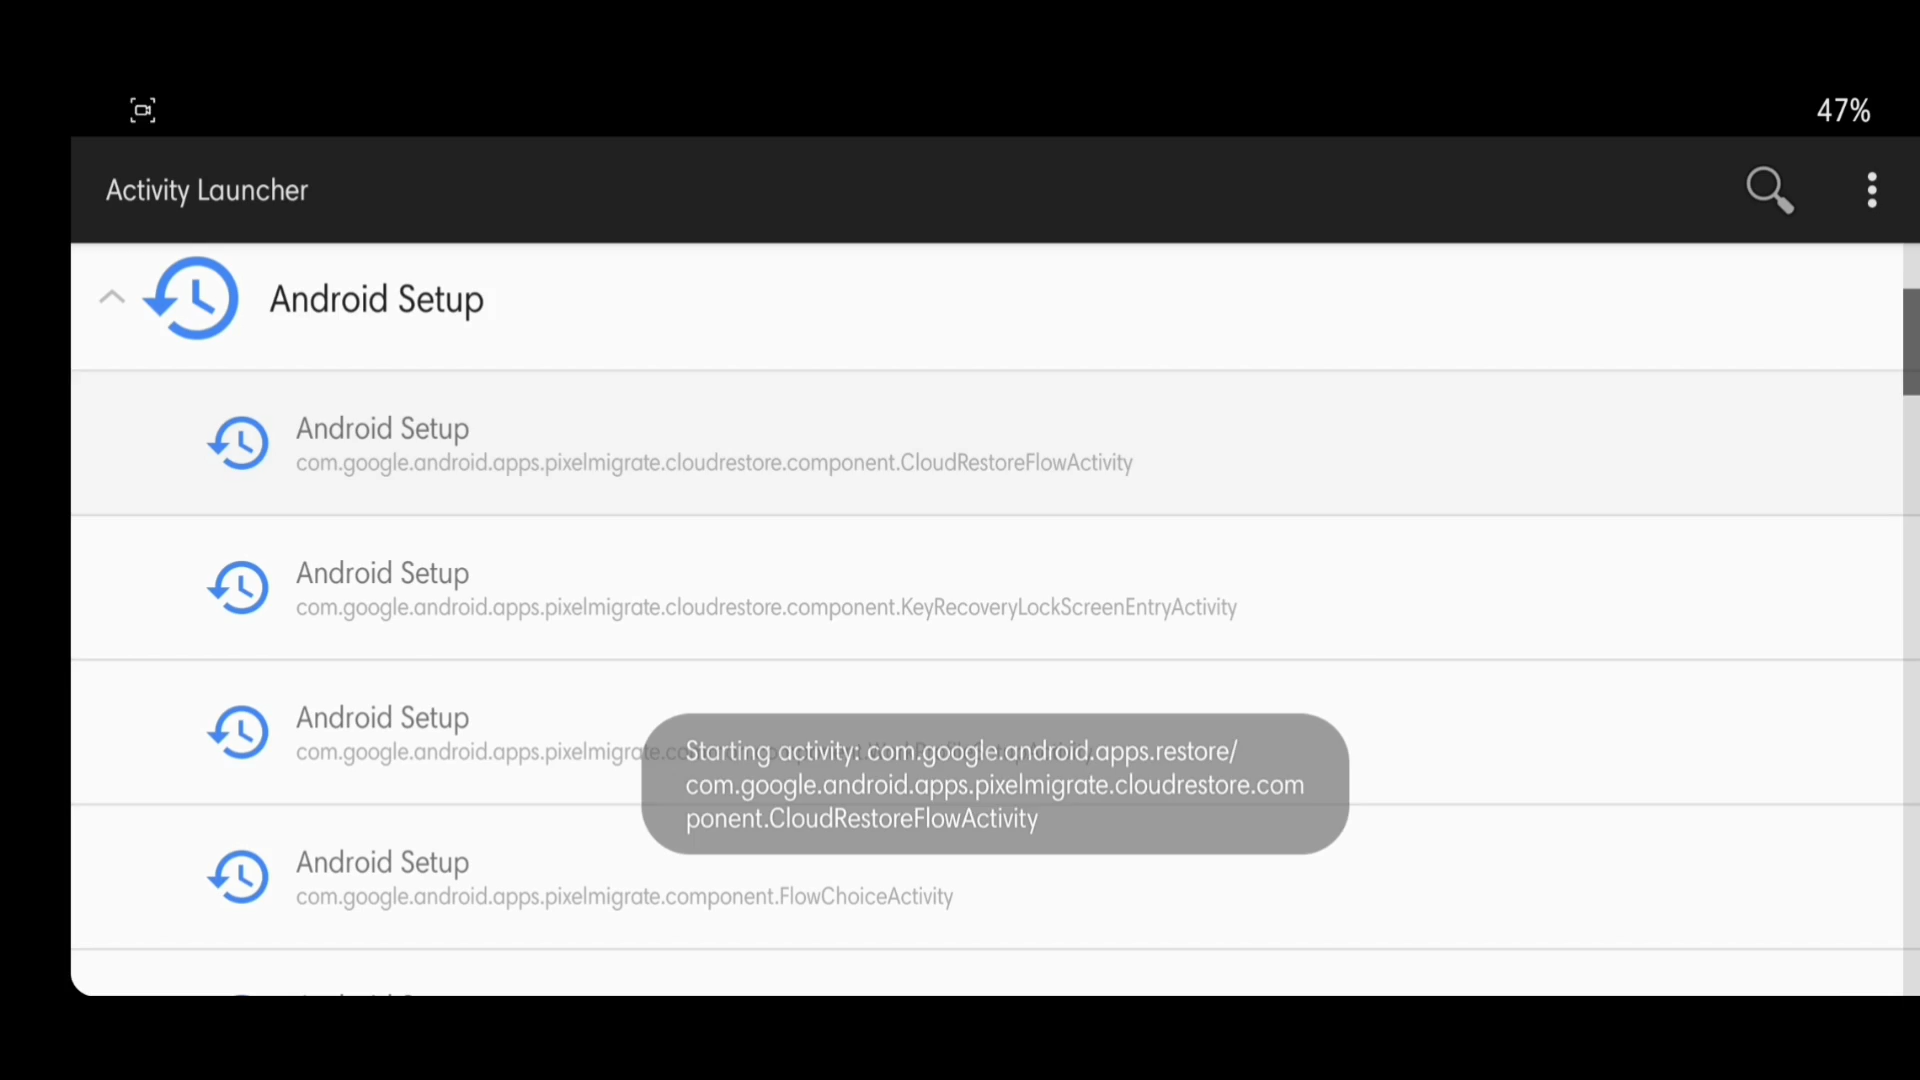 47%
Activity Launcher
Android Setup
Android Setup
com.google.android.apps.pixelmigrate.cloudrestore.component.CloudRestoreFlowActivity
Android Setup
com.google.android.apps.pixelmigrate.cloudrestore.component.KeyRecoveryLockScreenEntryActivity
Android Setup
com.google.android.apps.pixelmigrate
Starting activity: com.google.android.apps.restore/
com.google.android.apps.pixelmigrate.cloudrestore.com
ponent.CloudRestoreFlowActivity
Android Setup
com.google.android.apps.pixelmigrate.component.FlowChoiceActivity